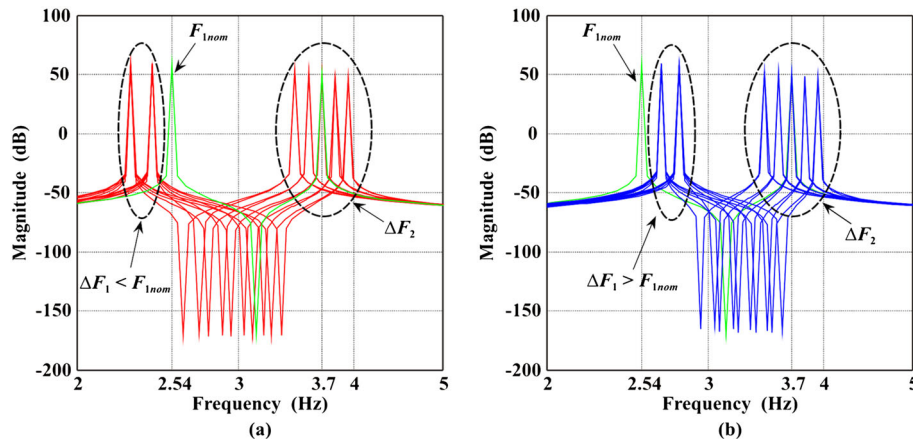 100
50
0
-50
-100
-150
-200
Magnitude (dB)
F1nom
ΔF1 < F1nom
ΔF2
2 2.54 3 3.7 4 5
Frequency (Hz)
(a)
100
50
0
-50
-100
-150
-200
Magnitude (dB)
F1nom
ΔF1 > F1nom
ΔF2
2 2.54 3 3.7 4 5
Frequency (Hz)
(b)